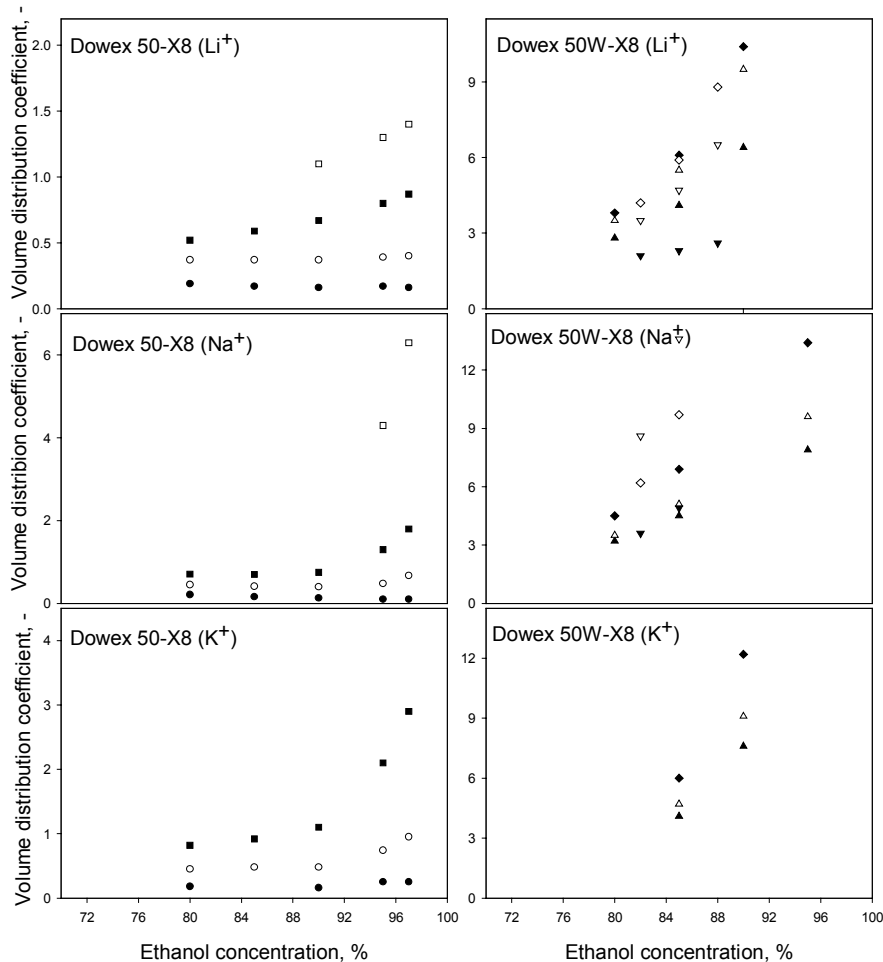 Dowex 50-X8 (Li+)
Volume distribution coefficient, -
2.0
1.5
1.0
0.5
0.0
Dowex 50W-X8 (Li+)
9
6
3
Dowex 50-X8 (Na+)
Volume distribion coefficient, -
6
4
2
0
Dowex 50W-X8 (Na+)
12
9
6
3
0
Dowex 50-X8 (K+)
Volume distribution coefficient, -
4
3
2
1
0
72 76 80 84 88 92 96 100
Ethanol concentration, %
Dowex 50W-X8 (K+)
12
9
6
3
72 76 80 84 88 92 96 100
Ethanol concentration, %